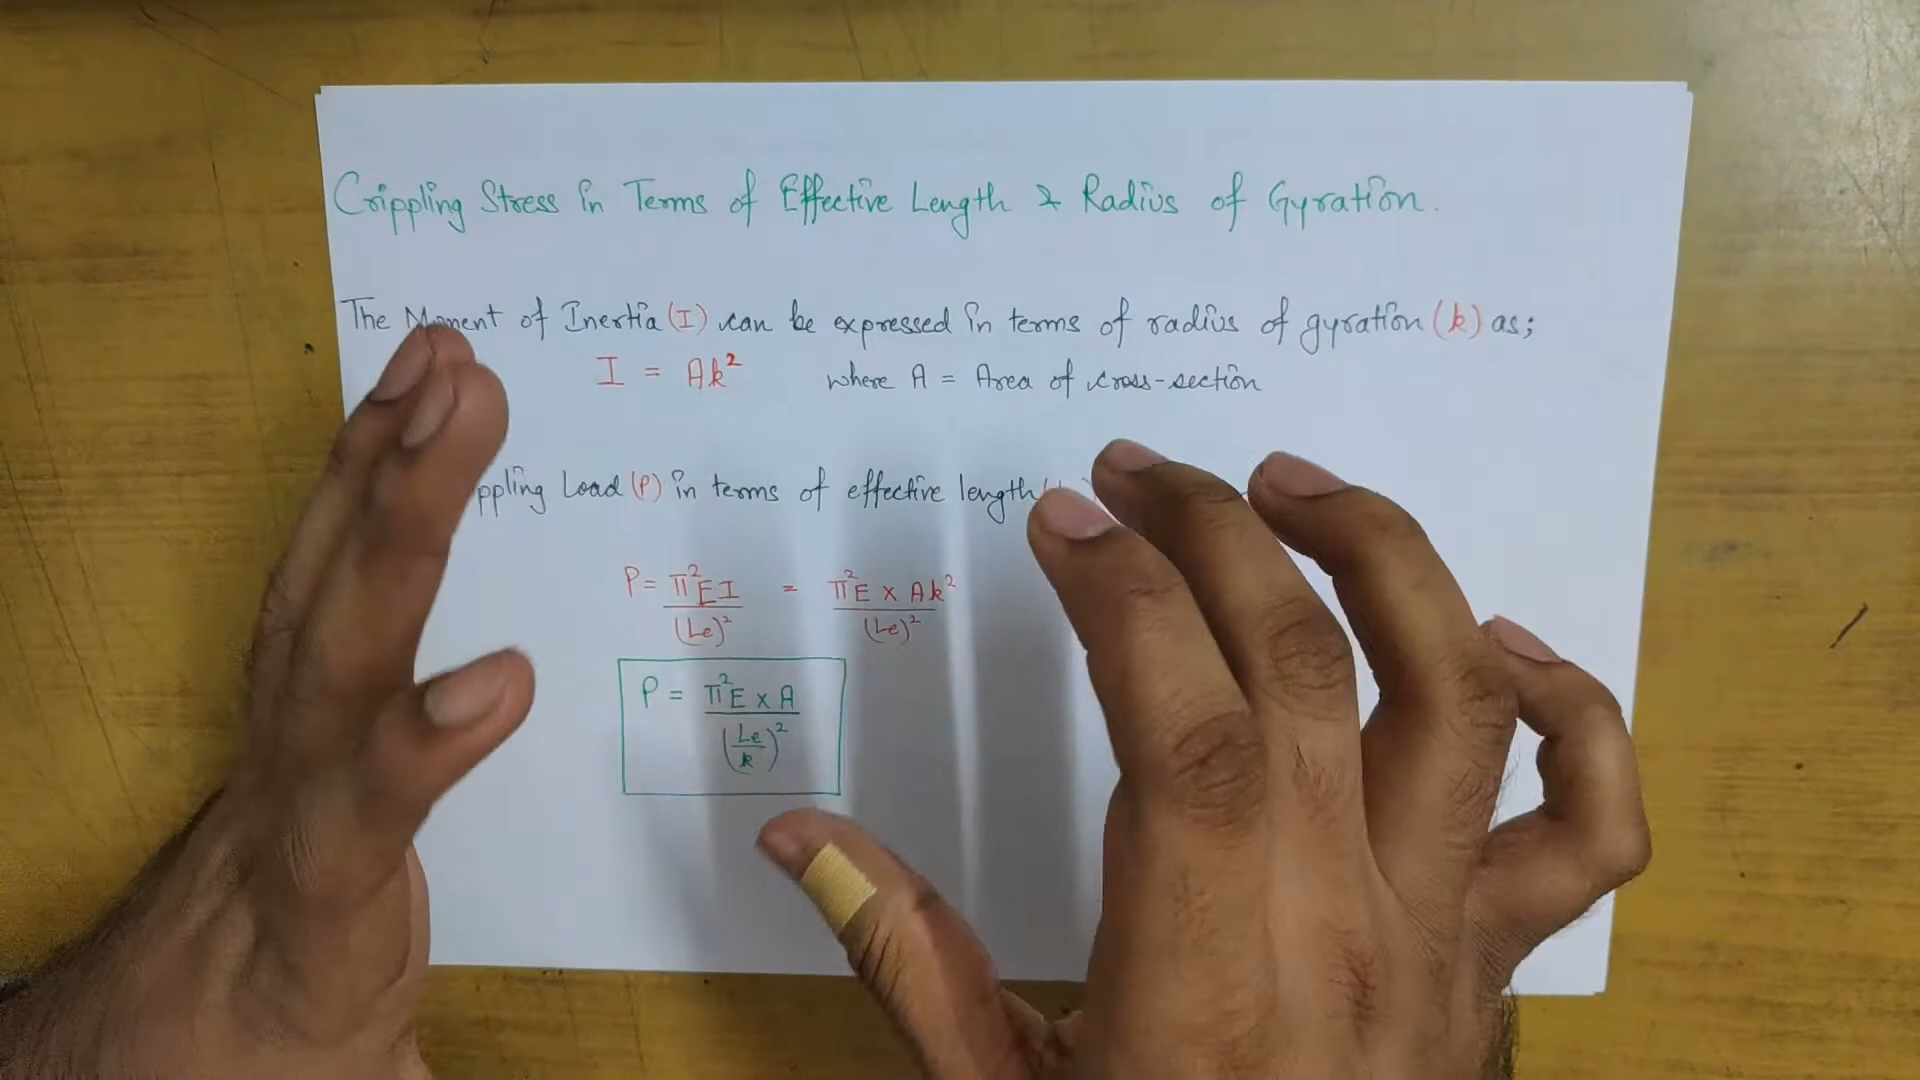 Crippling Stress in Terms of Effective Length & Radius of Gyration.
The Moment of Inertia (I) can be expressed in terms of radius of gyration (k) as;
I = Ak² where A = Area of cross-section
ppling Load (P) in terms of effective length
P = π²EI / (Le)² = π²E × Ak² / (Le)²
P = π²E × A / (Le/k)²